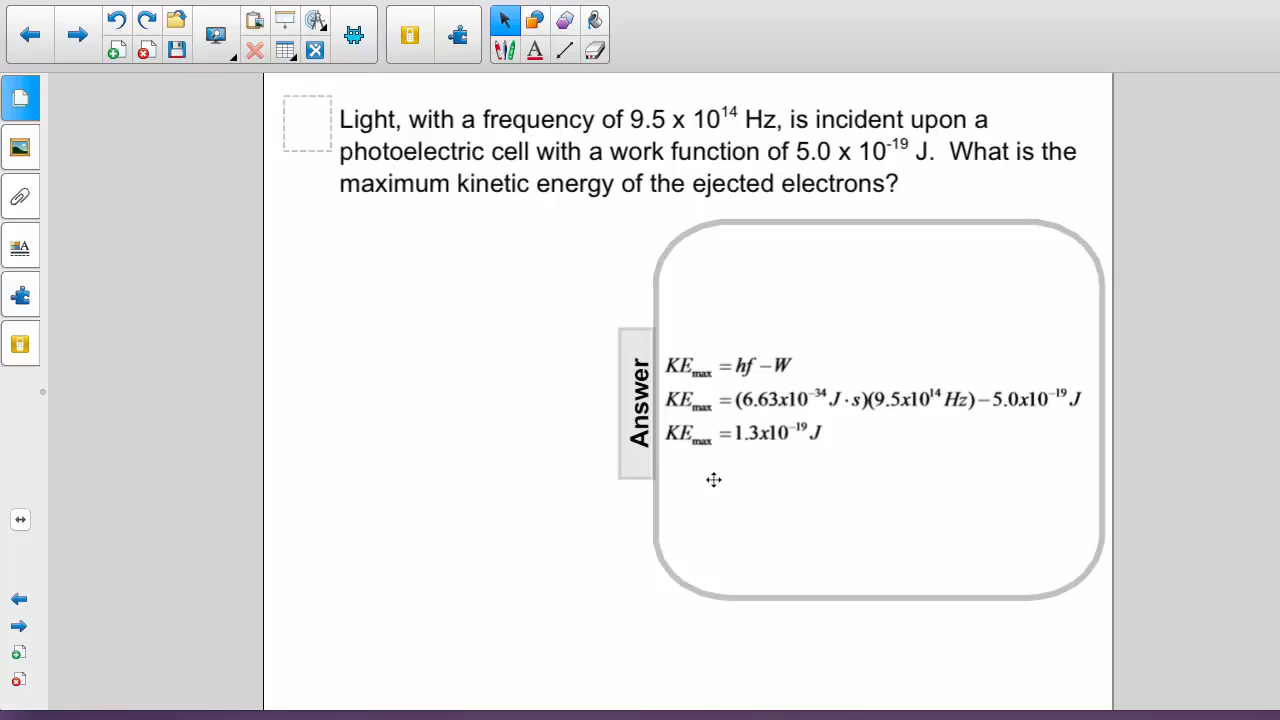 Light, with a frequency of 9.5 x 10¹⁴ Hz, is incident upon a
photoelectric cell with a work function of 5.0 x 10⁻¹⁹ J. What is the
maximum kinetic energy of the ejected electrons?
Answer
KEmax = hf – W
KEmax = (6.63x10⁻³⁴ J · s)(9.5x10¹⁴ Hz) – 5.0x10⁻¹⁹ J
KEmax = 1.3x10⁻¹⁹ J